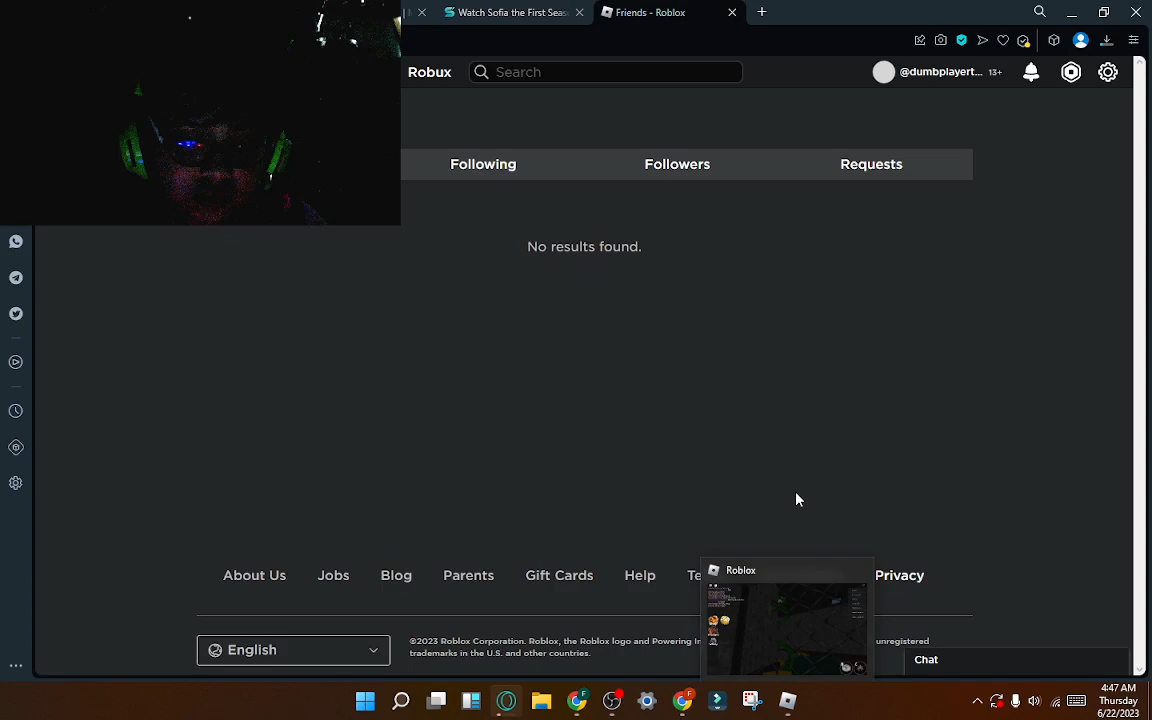 Watch Sofia the First Seas
Friends - Roblox
Robux
Search
@dumbplayert...
13+
Following
Followers
Requests
No results found.
About Us
Jobs
Blog
Parents
Gift Cards
Help
Te
Privacy
Roblox
English
©2023 Roblox Corporation. Roblox, the Roblox logo and Powering I
unregistered
trademarks in the U.S. and other countries.
Chat
4:47 AM
Thursday
6/22/2023